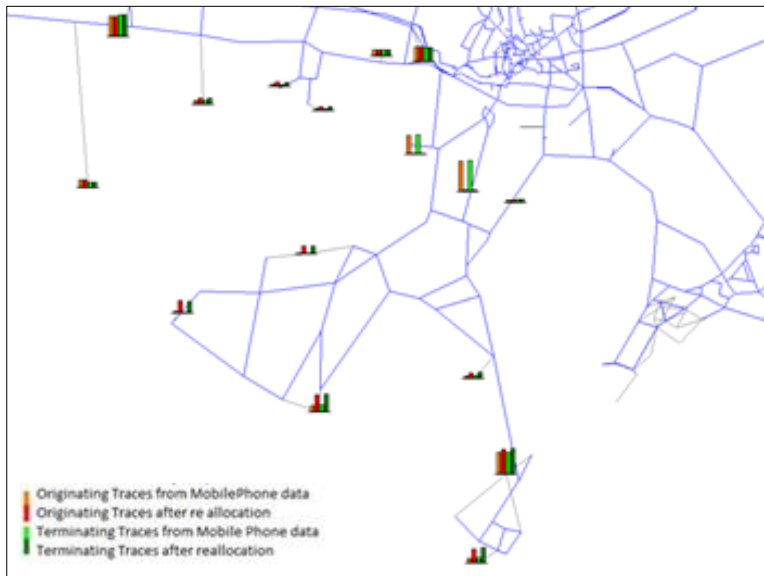 Originating Traces from MobilePhone data
Originating Traces after re allocation
Terminating Traces from Mobile Phone data
Terminating Traces after reallocation